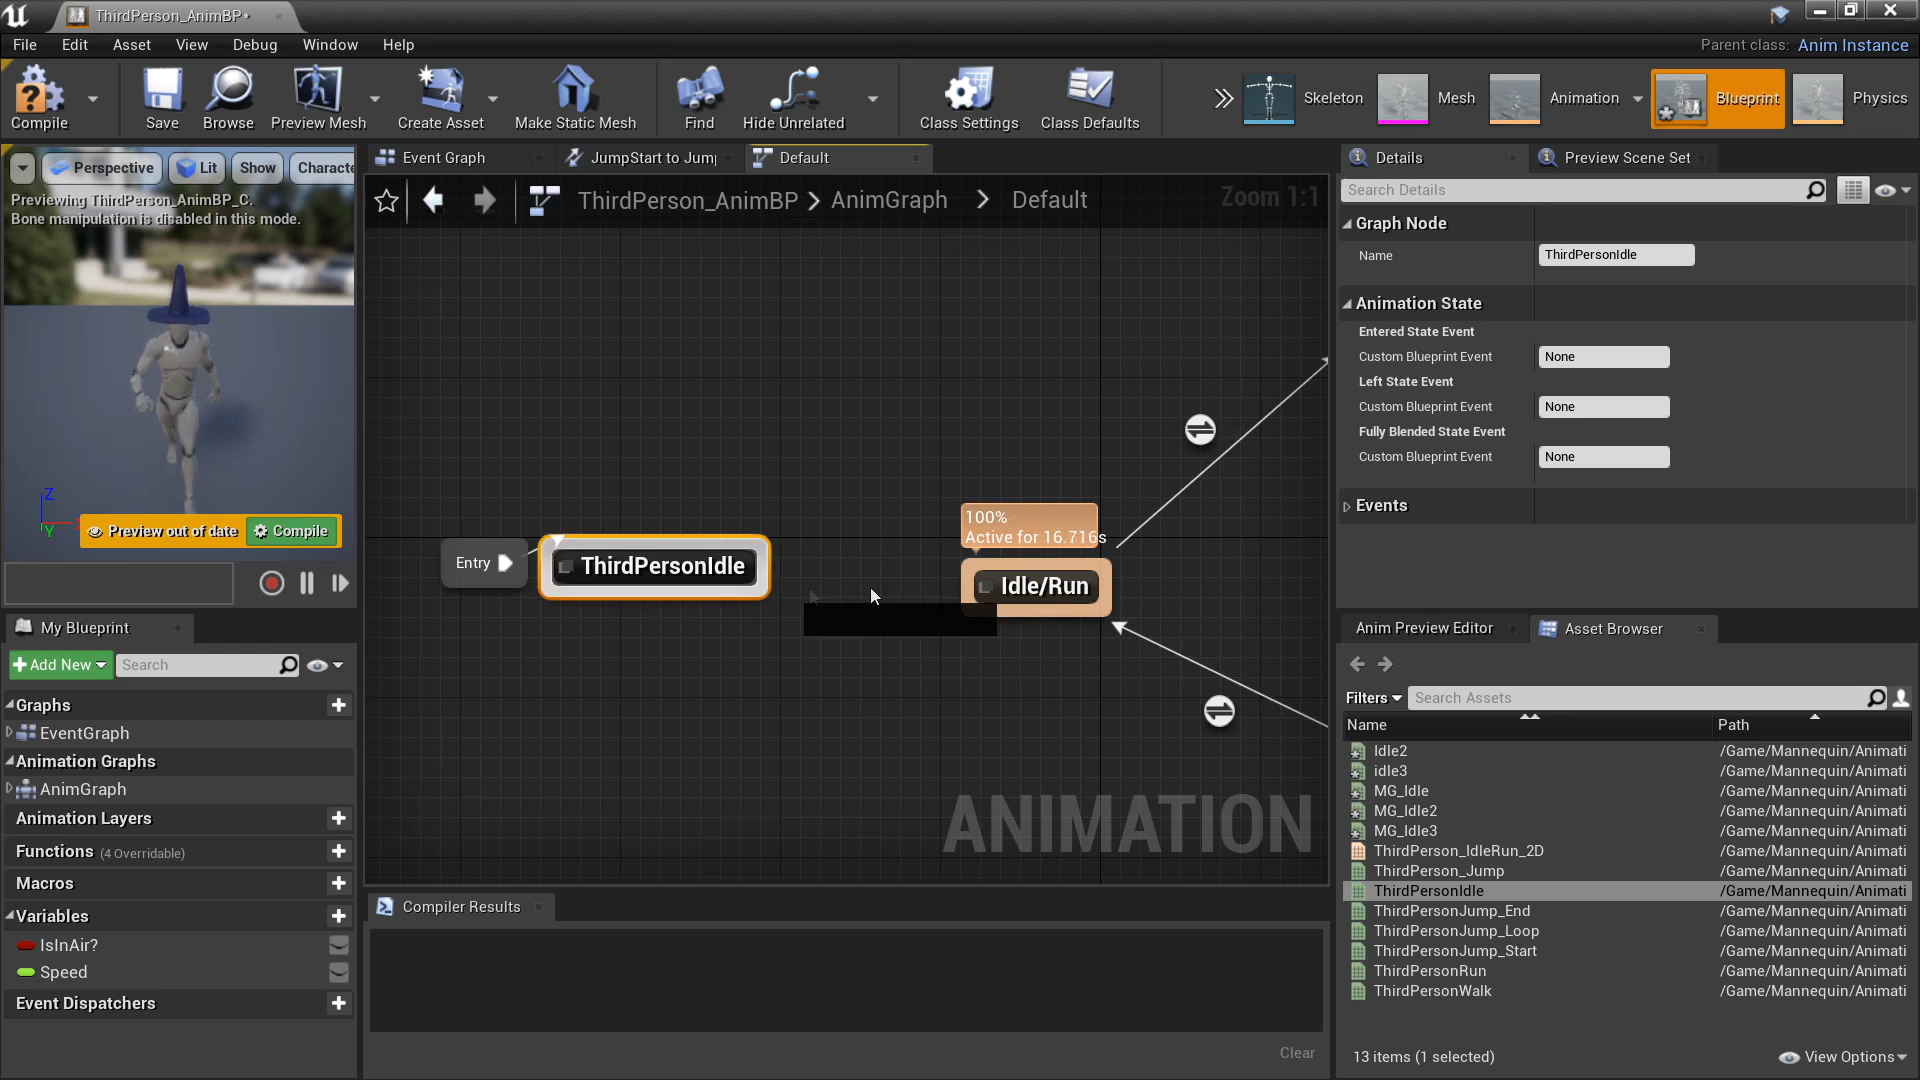 ThirdPerson_AnimBP*
File Edit Asset View Debug Window Help
Parent class: Anim Instance
Compile
Save
Browse
Preview Mesh
Create Asset
Make Static Mesh
Find
Hide Unrelated
Class Settings
Class Defaults
Skeleton
Mesh
Animation
Blueprint
Physics
Perspective
Lit
Show
Characte
Previewing ThirdPerson_AnimBP_C.
Bone manipulation is disabled in this mode.
Z
Y
Preview out of date
Compile
Event Graph
JumpStart to Jum
Default
ThirdPerson_AnimBP > AnimGraph > Default
Zoom 1:1
Entry
ThirdPersonIdle
100%
Active for 16.716s
Idle/Run
ANIMATION
Compiler Results
Clear
My Blueprint
Add New
Search
Graphs
EventGraph
Animation Graphs
AnimGraph
Animation Layers
Functions (4 Overridable)
Macros
Variables
IsInAir?
Speed
Event Dispatchers
Details
Preview Scene Set
Search Details
Graph Node
Name ThirdPersonIdle
Animation State
Entered State Event
Custom Blueprint Event None
Left State Event
Custom Blueprint Event None
Fully Blended State Event
Custom Blueprint Event None
Events
Anim Preview Editor
Asset Browser
Filters
Search Assets
Name Path
Idle2 /Game/Mannequin/Animati
idle3 /Game/Mannequin/Animati
MG_Idle /Game/Mannequin/Animati
MG_Idle2 /Game/Mannequin/Animati
MG_Idle3 /Game/Mannequin/Animati
ThirdPerson_IdleRun_2D /Game/Mannequin/Animati
ThirdPerson_Jump /Game/Mannequin/Animati
ThirdPersonIdle /Game/Mannequin/Animati
ThirdPersonJump_End /Game/Mannequin/Animati
ThirdPersonJump_Loop /Game/Mannequin/Animati
ThirdPersonJump_Start /Game/Mannequin/Animati
ThirdPersonRun /Game/Mannequin/Animati
ThirdPersonWalk /Game/Mannequin/Animati
13 items (1 selected)
View Options